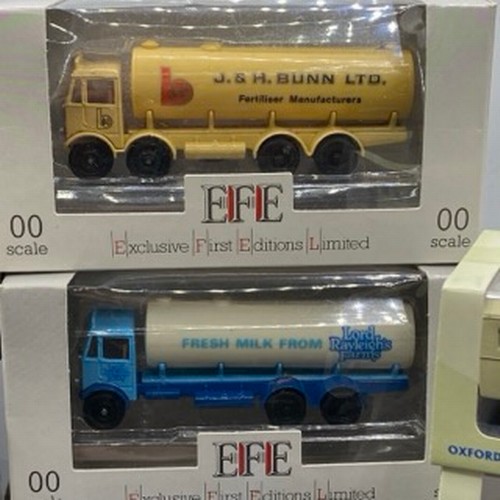 J. & H. BUNN LTD.
Fertiliser Manufacturers
b
b
EFE
00
scale
Exclusive First Editions Limited
00
scale
FRESH MILK FROM
Lord
Rayleigh's
Farms
EFE
00
Exclusive First Editions Limited
OXFORD